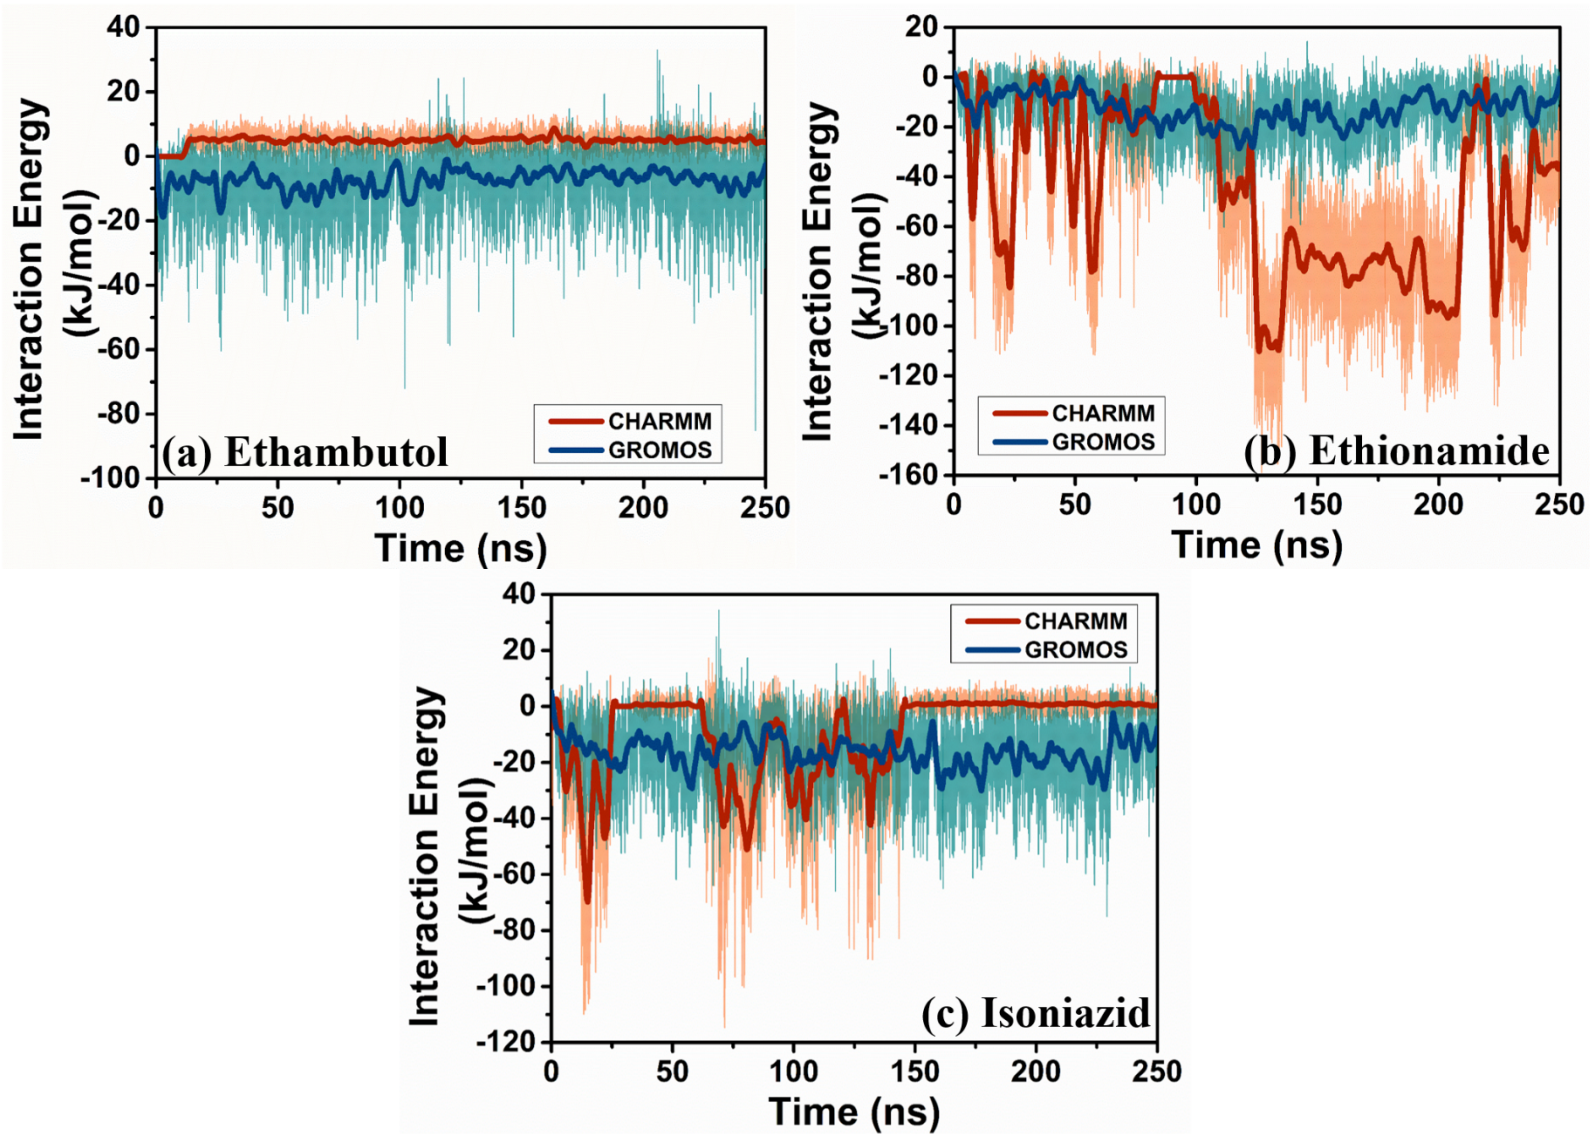 40
20
0
-20
-40
-60
-80
-100
Interaction Energy
(kJ/mol)
CHARMM
GROMOS
(a) Ethambutol
0 50 100 150 200 250
Time (ns)
20
0
-20
-40
-60
-80
-100
-120
-140
-160
Interaction Energy
(kJ/mol)
CHARMM
GROMOS
(b) Ethionamide
0 50 100 150 200 250
Time (ns)
40
20
0
-20
-40
-60
-80
-100
-120
Interaction Energy
(kJ/mol)
CHARMM
GROMOS
(c) Isoniazid
0 50 100 150 200 250
Time (ns)